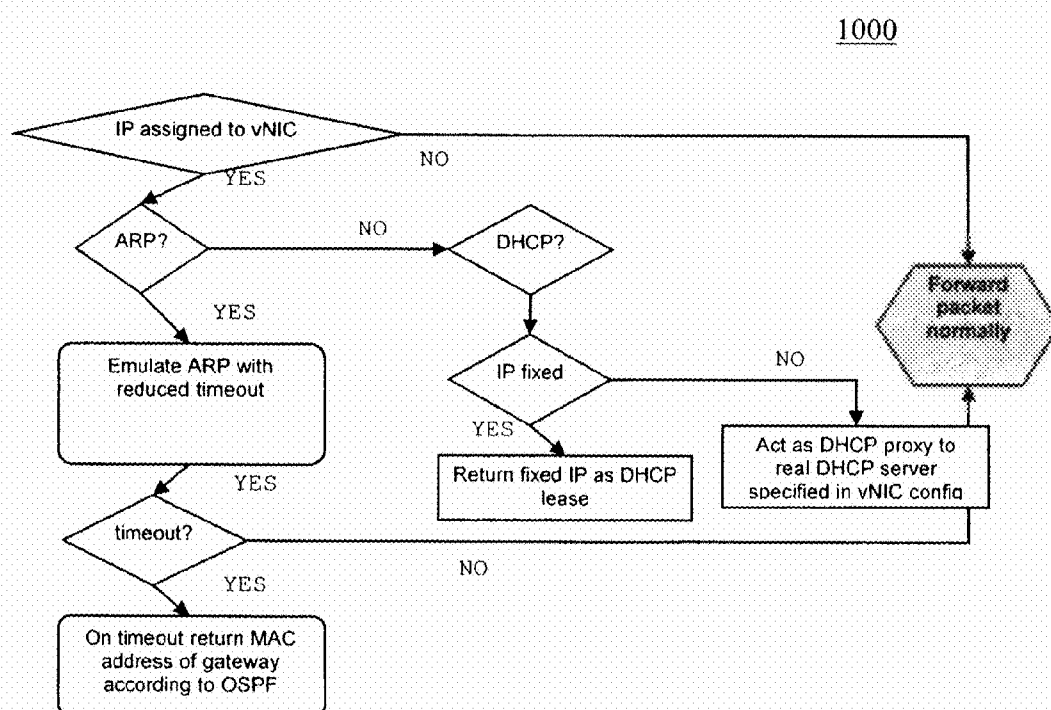 1000
IP assigned to vNIC
NO
YES
ARP?
NO
DHCP?
YES
Forward
packet
normally
Emulate ARP with
reduced timeout
IP fixed
NO
YES
Act as DHCP proxy to
real DHCP server
specified in vNIC config
Return fixed IP as DHCP
lease
YES
timeout?
NO
YES
On timeout return MAC
address of gateway
according to OSPF